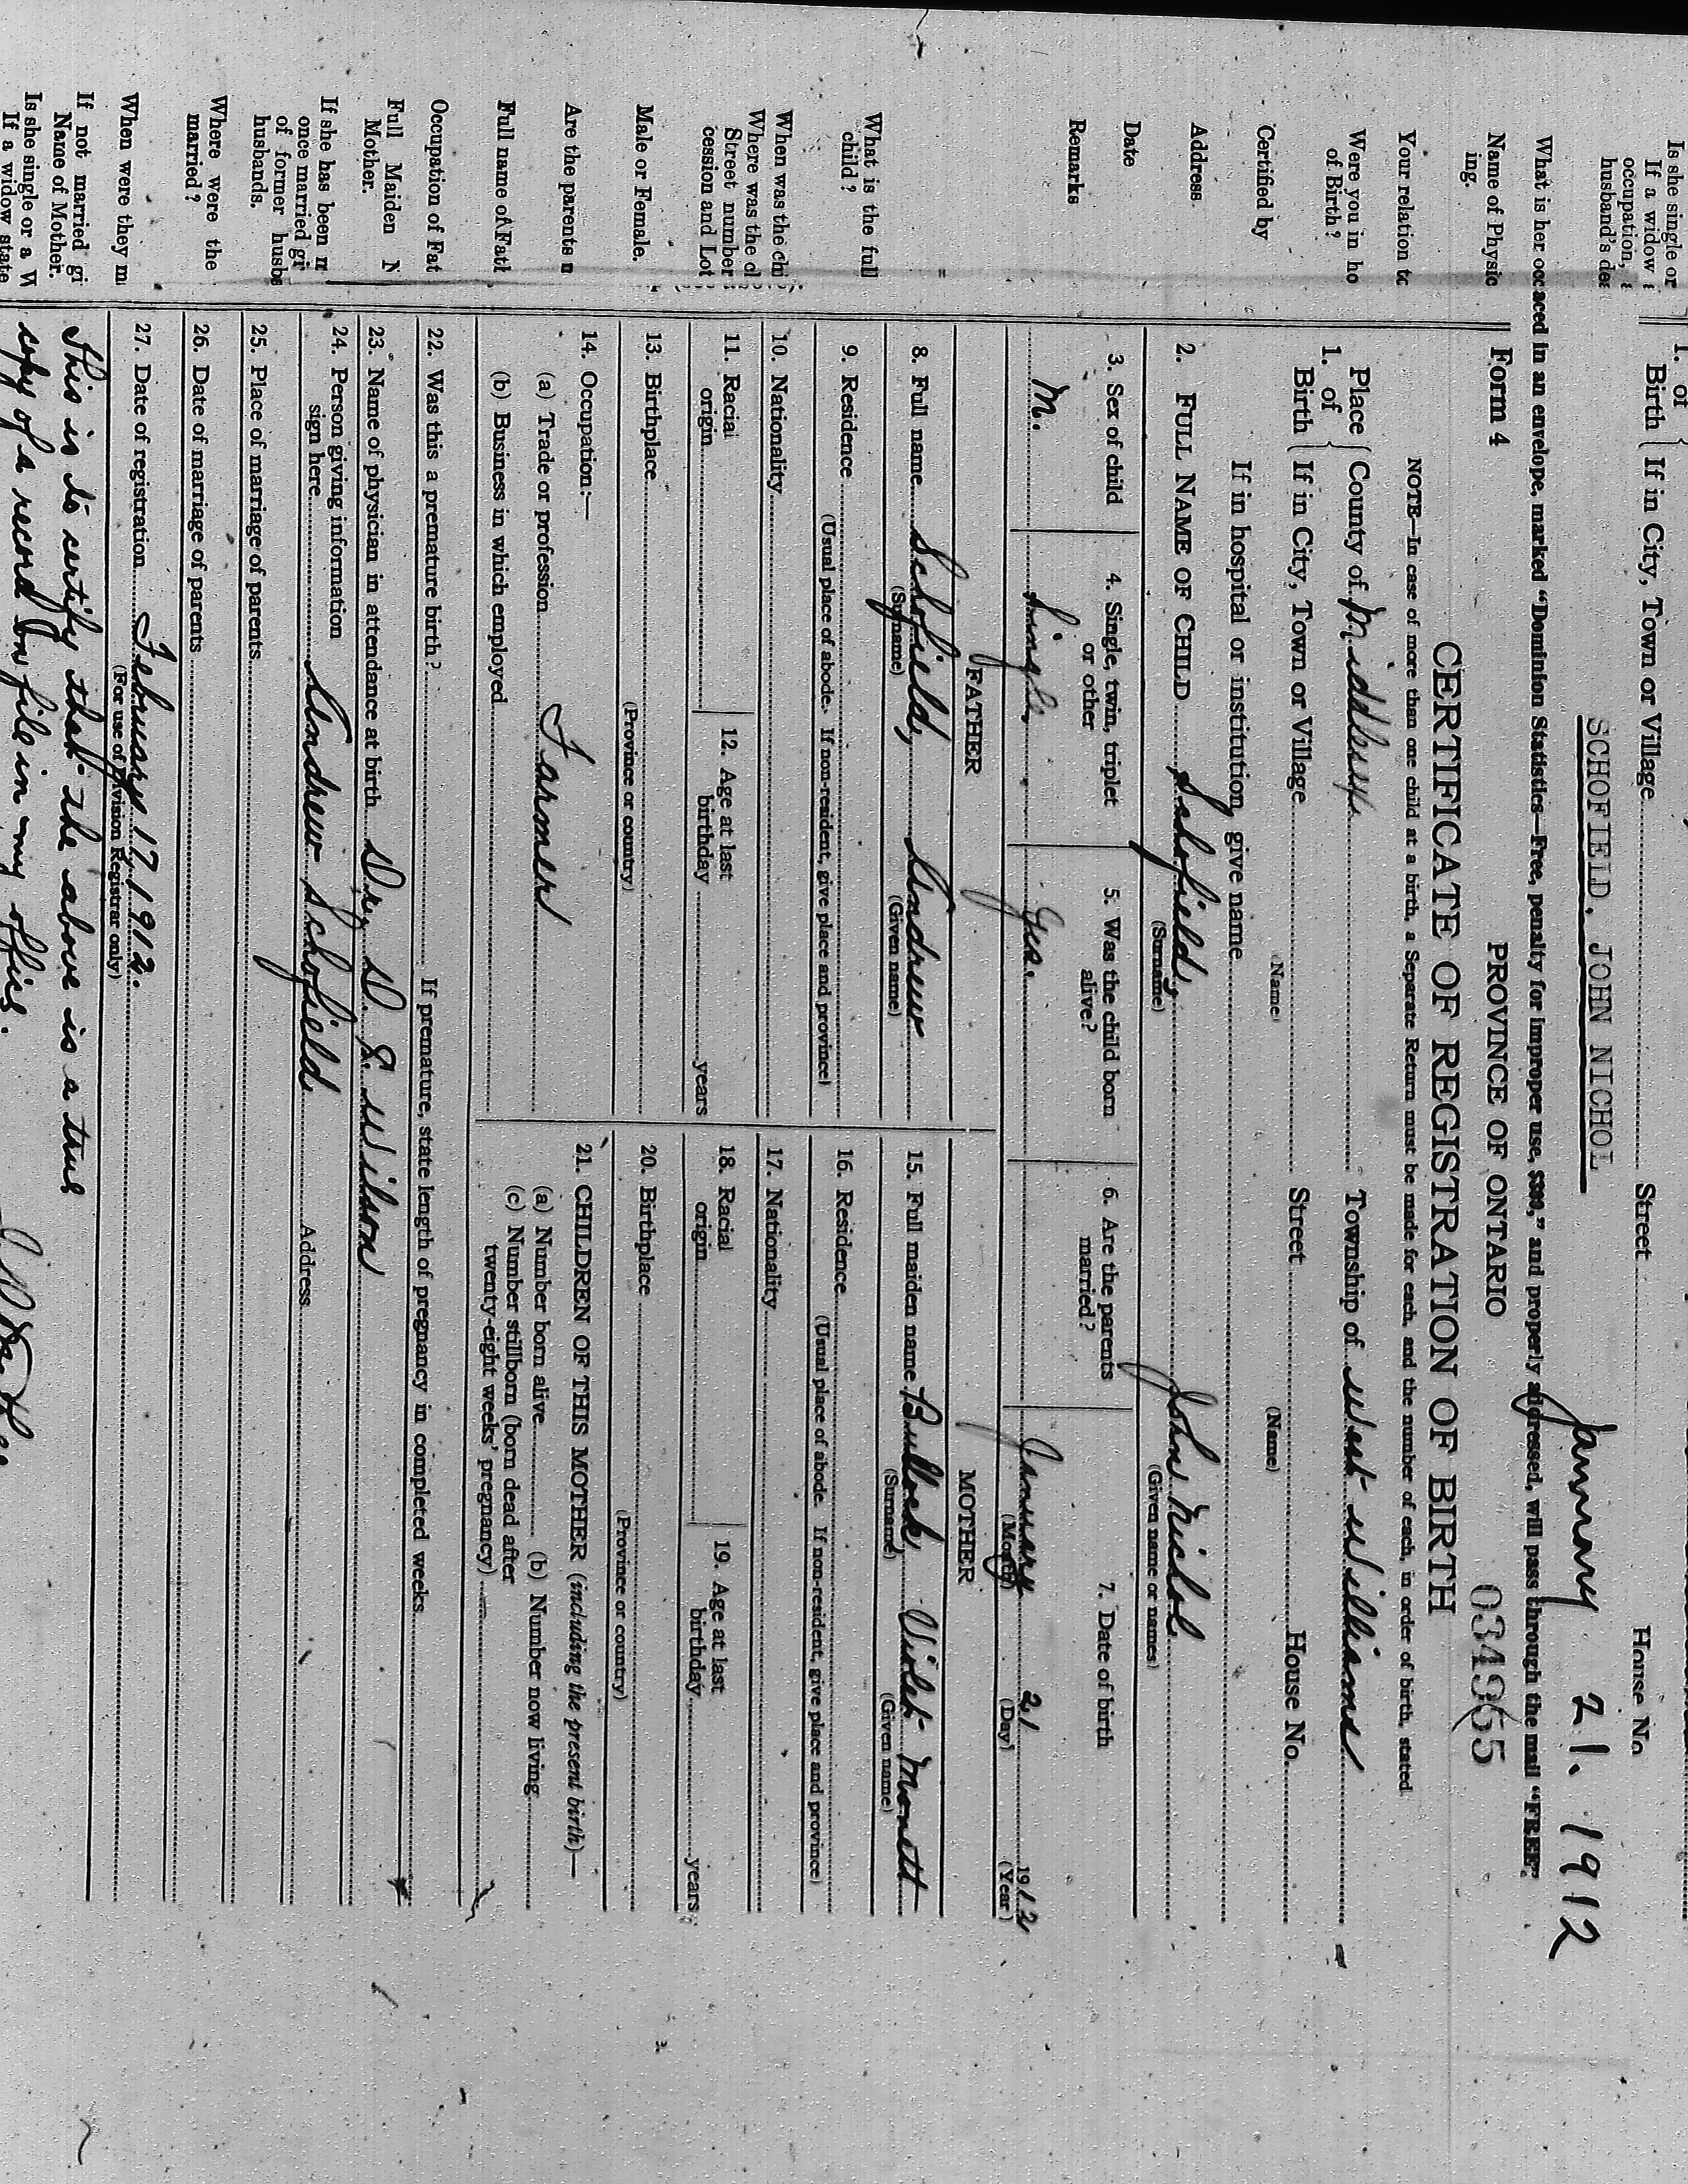 Is she single or
If a widow
occupation,
husband's
1. of
Birth { If in City, Town or Village Street House No
SCHOFIELD, JOHN NICHOL January 21. 1912
What is her oc
aced in an envelope, marked "Dominion Statistics—Free, penalty for improper use, $300," and properly addressed, will pass through the mail "FREE".
Name of Physic
ing.
Your relation to
Were you in ho
of Birth?
Certified by
Address.
Date
Remarks
What is the full
child?
When was the chi
Where was the
Street number
cession and Lot
Male or Female.
Are the parents
Full name of Fath
Occupation of Fat
Full Maiden N
Mother.
If she has been
once married gi
of former husb
husbands.
Where were the
married?
When were they
If not married gi
Name of Mother.
Is she single or a W
If a widow state
Form 4 PROVINCE OF ONTARIO 034965
CERTIFICATE OF REGISTRATION OF BIRTH
NOTE—In case of more than one child at a birth, a Separate Return must be made for each, and the number of each, in order of birth, stated.
1. Place of Birth { County of Middlesex Township of West Williams
If in City, Town or Village Street House No.
(Name) (Name)
If in hospital or institution, give name
2. FULL NAME OF CHILD Schofield, John Nichol
(Surname) (Given name or names)
3. Sex of child 4. Single, twin, triplet or other 5. Was the child born alive? 6. Are the parents married? 7. Date of birth
M. Single. Yes. January 21 1912
(Month) (Day) (Year)
FATHER MOTHER
8. Full name Schofield, Andrew 15. Full maiden name Bullock, Violet
(Surname) (Given name) (Surname) (Given name)
9. Residence 16. Residence
(Usual place of abode. If non-resident, give place and province) (Usual place of abode. If non-resident, give place and province)
10. Nationality 17. Nationality
11. Racial origin 12. Age at last birthday years 18. Racial origin 19. Age at last birthday years
13. Birthplace 20. Birthplace
(Province or country) (Province or country)
14. Occupation:— 21. CHILDREN OF THIS MOTHER (including the present birth)—
(a) Trade or profession Farmer (a) Number born alive (b) Number now living
(b) Business in which employed (c) Number stillborn (born dead after
twenty-eight weeks' pregnancy)
22. Was this a premature birth? If premature, state length of pregnancy in completed weeks
23. Name of physician in attendance at birth Dr. D. G. Wilson
24. Person giving information
sign here Andrew Schofield. Address
25. Place of marriage of parents
26. Date of marriage of parents
27. Date of registration February 17, 1912.
(For use of Division Registrar only)
This is to certify that the above is a true
copy of a record on file in my office.